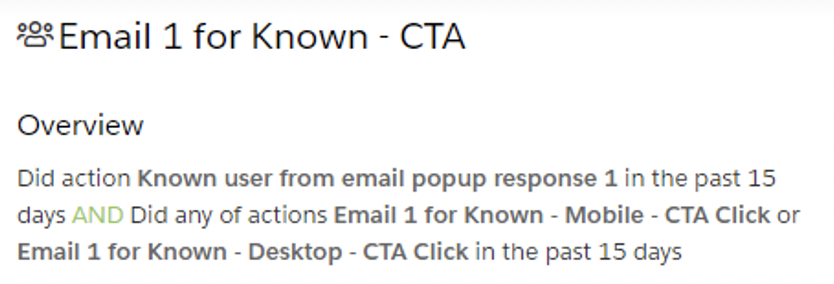 Email 1 for Known - CTA
Overview
Did action Known user from email popup response 1 in the past 15
days AND Did any of actions Email 1 for Known - Mobile - CTA Click or
Email 1 for Known - Desktop - CTA Click in the past 15 days